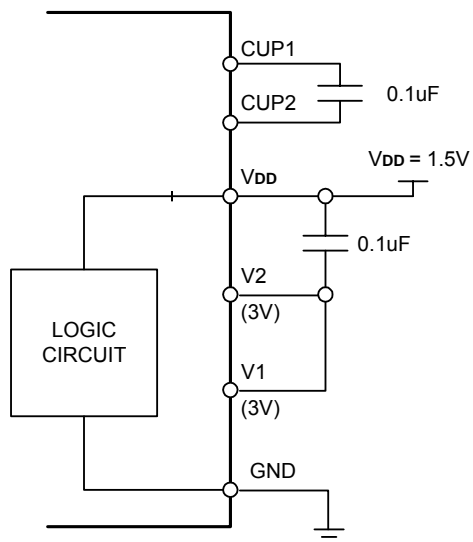 CUP1
CUP2
0.1uF
VDD = 1.5V
VDD
0.1uF
V2
(3V)
LOGIC
CIRCUIT
V1
(3V)
GND